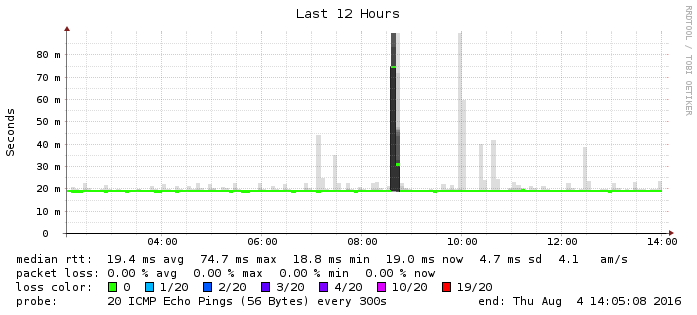 Last 12 Hours
RRDTOOL / TOBI OETIKER
Seconds
80 m
70 m
60 m
50 m
40 m
30 m
20 m
10 m
0
04:00 06:00 08:00 10:00 12:00 14:00
median rtt: 19.4 ms avg 74.7 ms max 18.8 ms min 19.0 ms now 4.7 ms sd 4.1 am/s
packet loss: 0.00 % avg 0.00 % max 0.00 % min 0.00 % now
loss color: 0 1/20 2/20 3/20 4/20 10/20 19/20
probe: 20 ICMP Echo Pings (56 Bytes) every 300s end: Thu Aug 4 14:05:08 2016